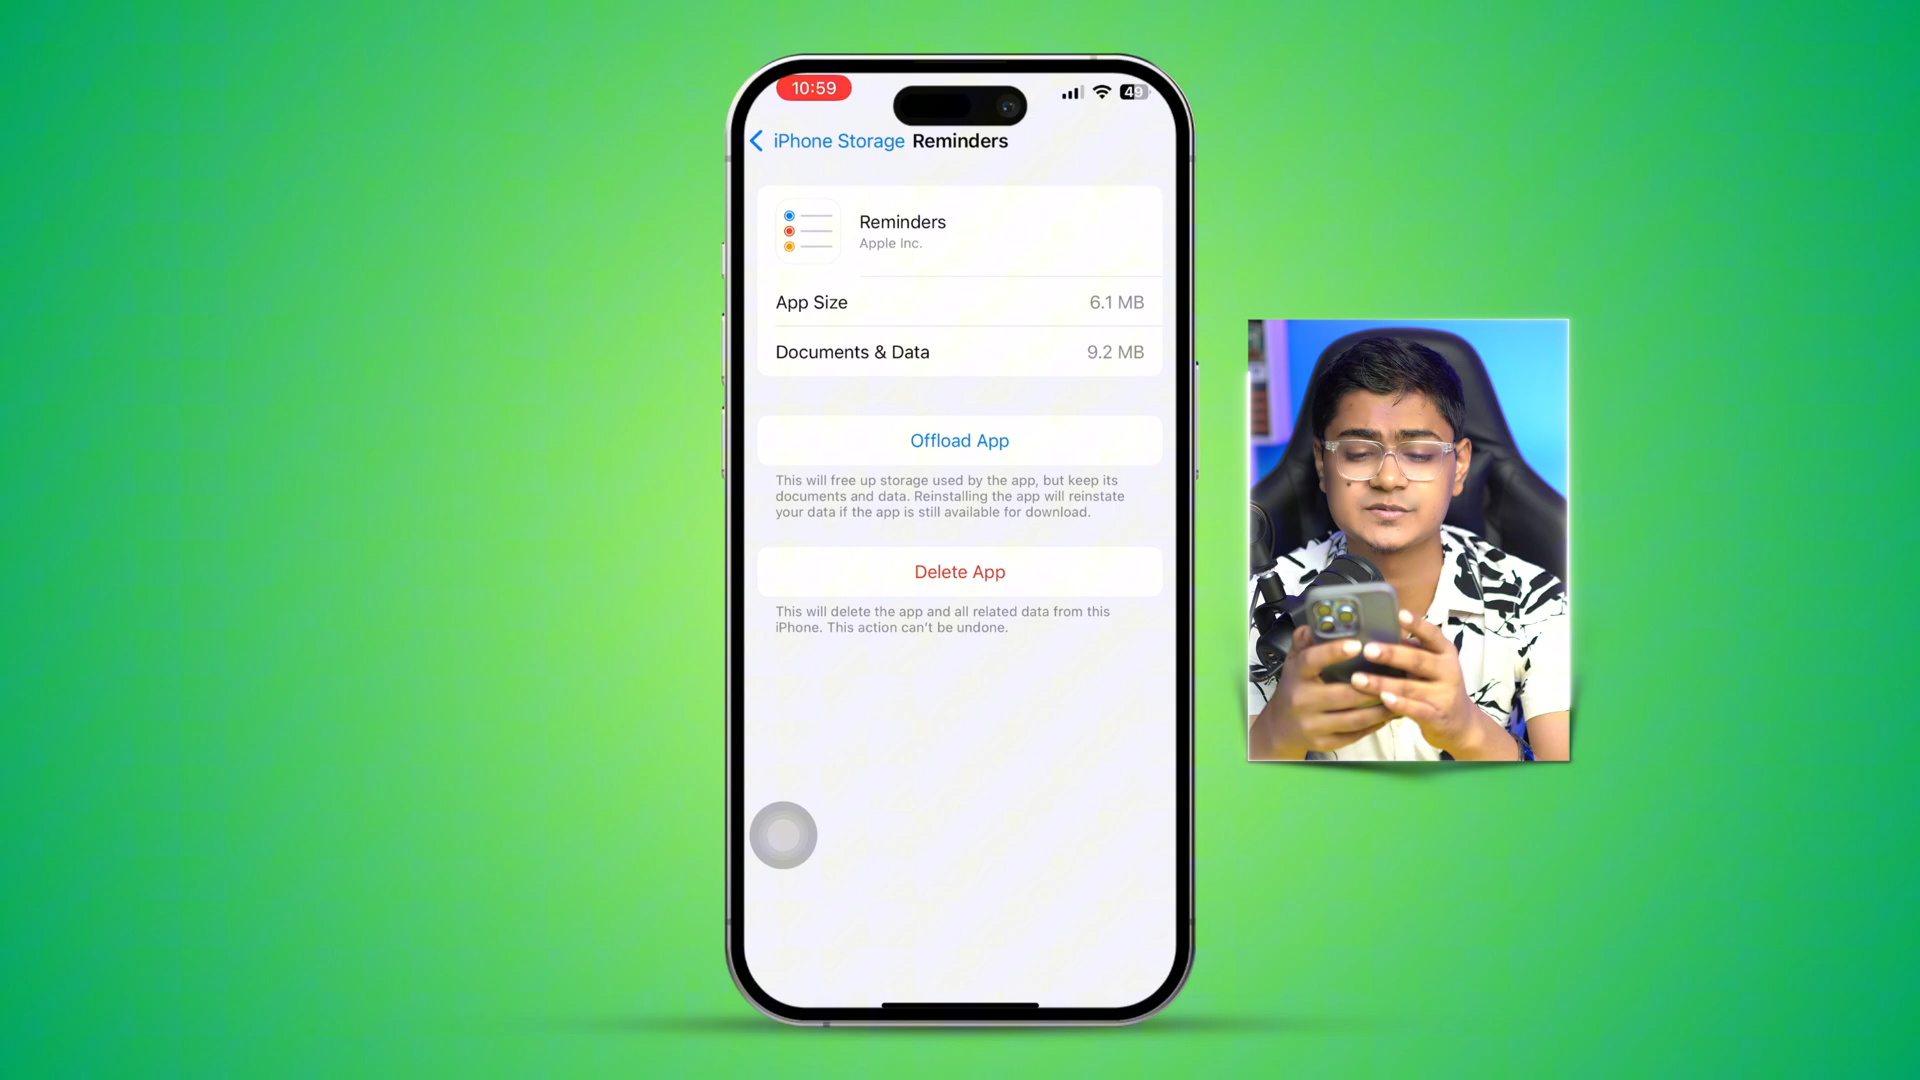 10:59
49
iPhone Storage Reminders
Reminders
Apple Inc.
App Size 6.1 MB
Documents & Data 9.2 MB
Offload App
This will free up storage used by the app, but keep its
documents and data. Reinstalling the app will reinstate
your data if the app is still available for download.
Delete App
This will delete the app and all related data from this
iPhone. This action can't be undone.